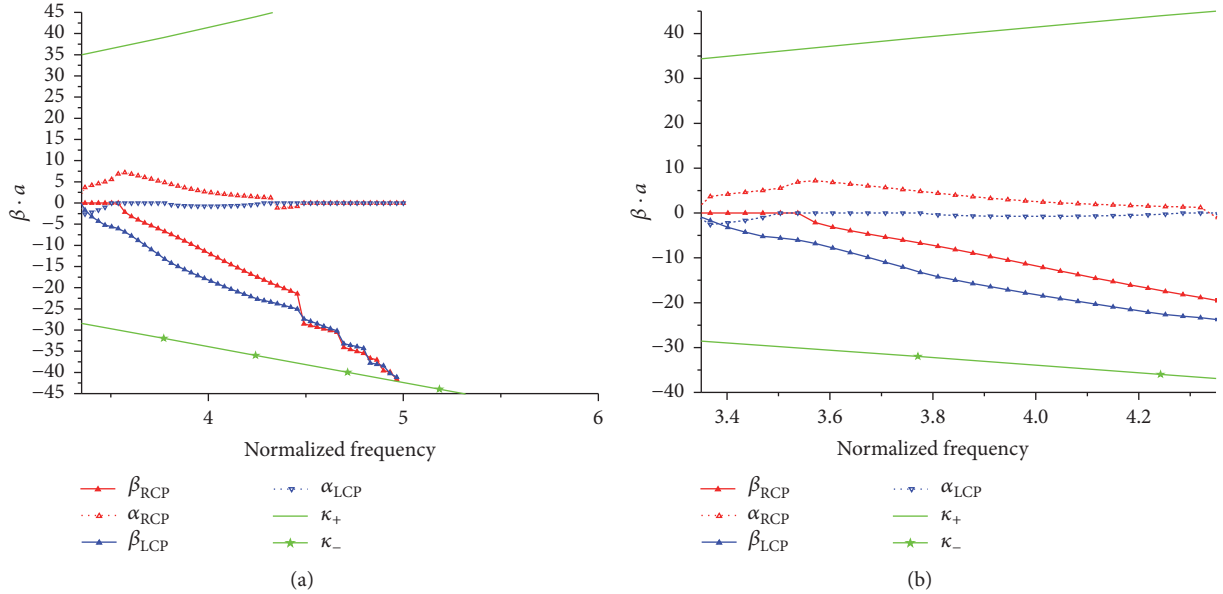 45
40
35
30
25
20
15
10
5
0
−5
−10
−15
−20
−25
−30
−35
−40
−45
β · a
4 5 6
Normalized frequency
β_RCP
α_RCP
β_LCP
α_LCP
κ_+
κ_−
(a)
40
30
20
10
0
−10
−20
−30
−40
β · a
3.4 3.6 3.8 4.0 4.2
Normalized frequency
β_RCP
α_RCP
β_LCP
α_LCP
κ_+
κ_−
(b)